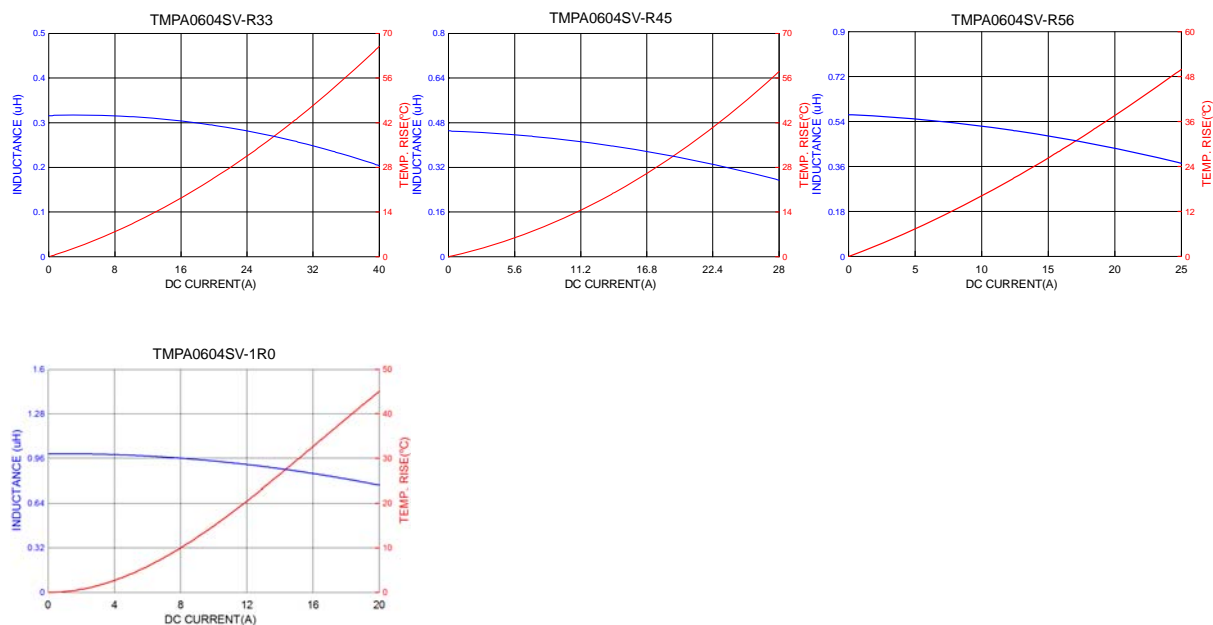 TMPA0604SV-R33
INDUCTANCE (uH)
0.5
0.4
0.3
0.2
0.1
0
70
56
42
28
14
0
TEMP. RISE(ºC)
0 8 16 24 32 40
DC CURRENT(A)
TMPA0604SV-R45
INDUCTANCE (uH)
0.8
0.64
0.48
0.32
0.16
0
70
56
42
28
14
0
TEMP. RISE(ºC)
0 5.6 11.2 16.8 22.4 28
DC CURRENT(A)
TMPA0604SV-R56
INDUCTANCE (uH)
0.9
0.72
0.54
0.36
0.18
0
60
48
36
24
12
0
TEMP. RISE(ºC)
0 5 10 15 20 25
DC CURRENT(A)
TMPA0604SV-1R0
INDUCTANCE (uH)
1.6
1.28
0.96
0.64
0.32
0
50
40
30
20
10
0
TEMP. RISE(ºC)
0 4 8 12 16 20
DC CURRENT(A)